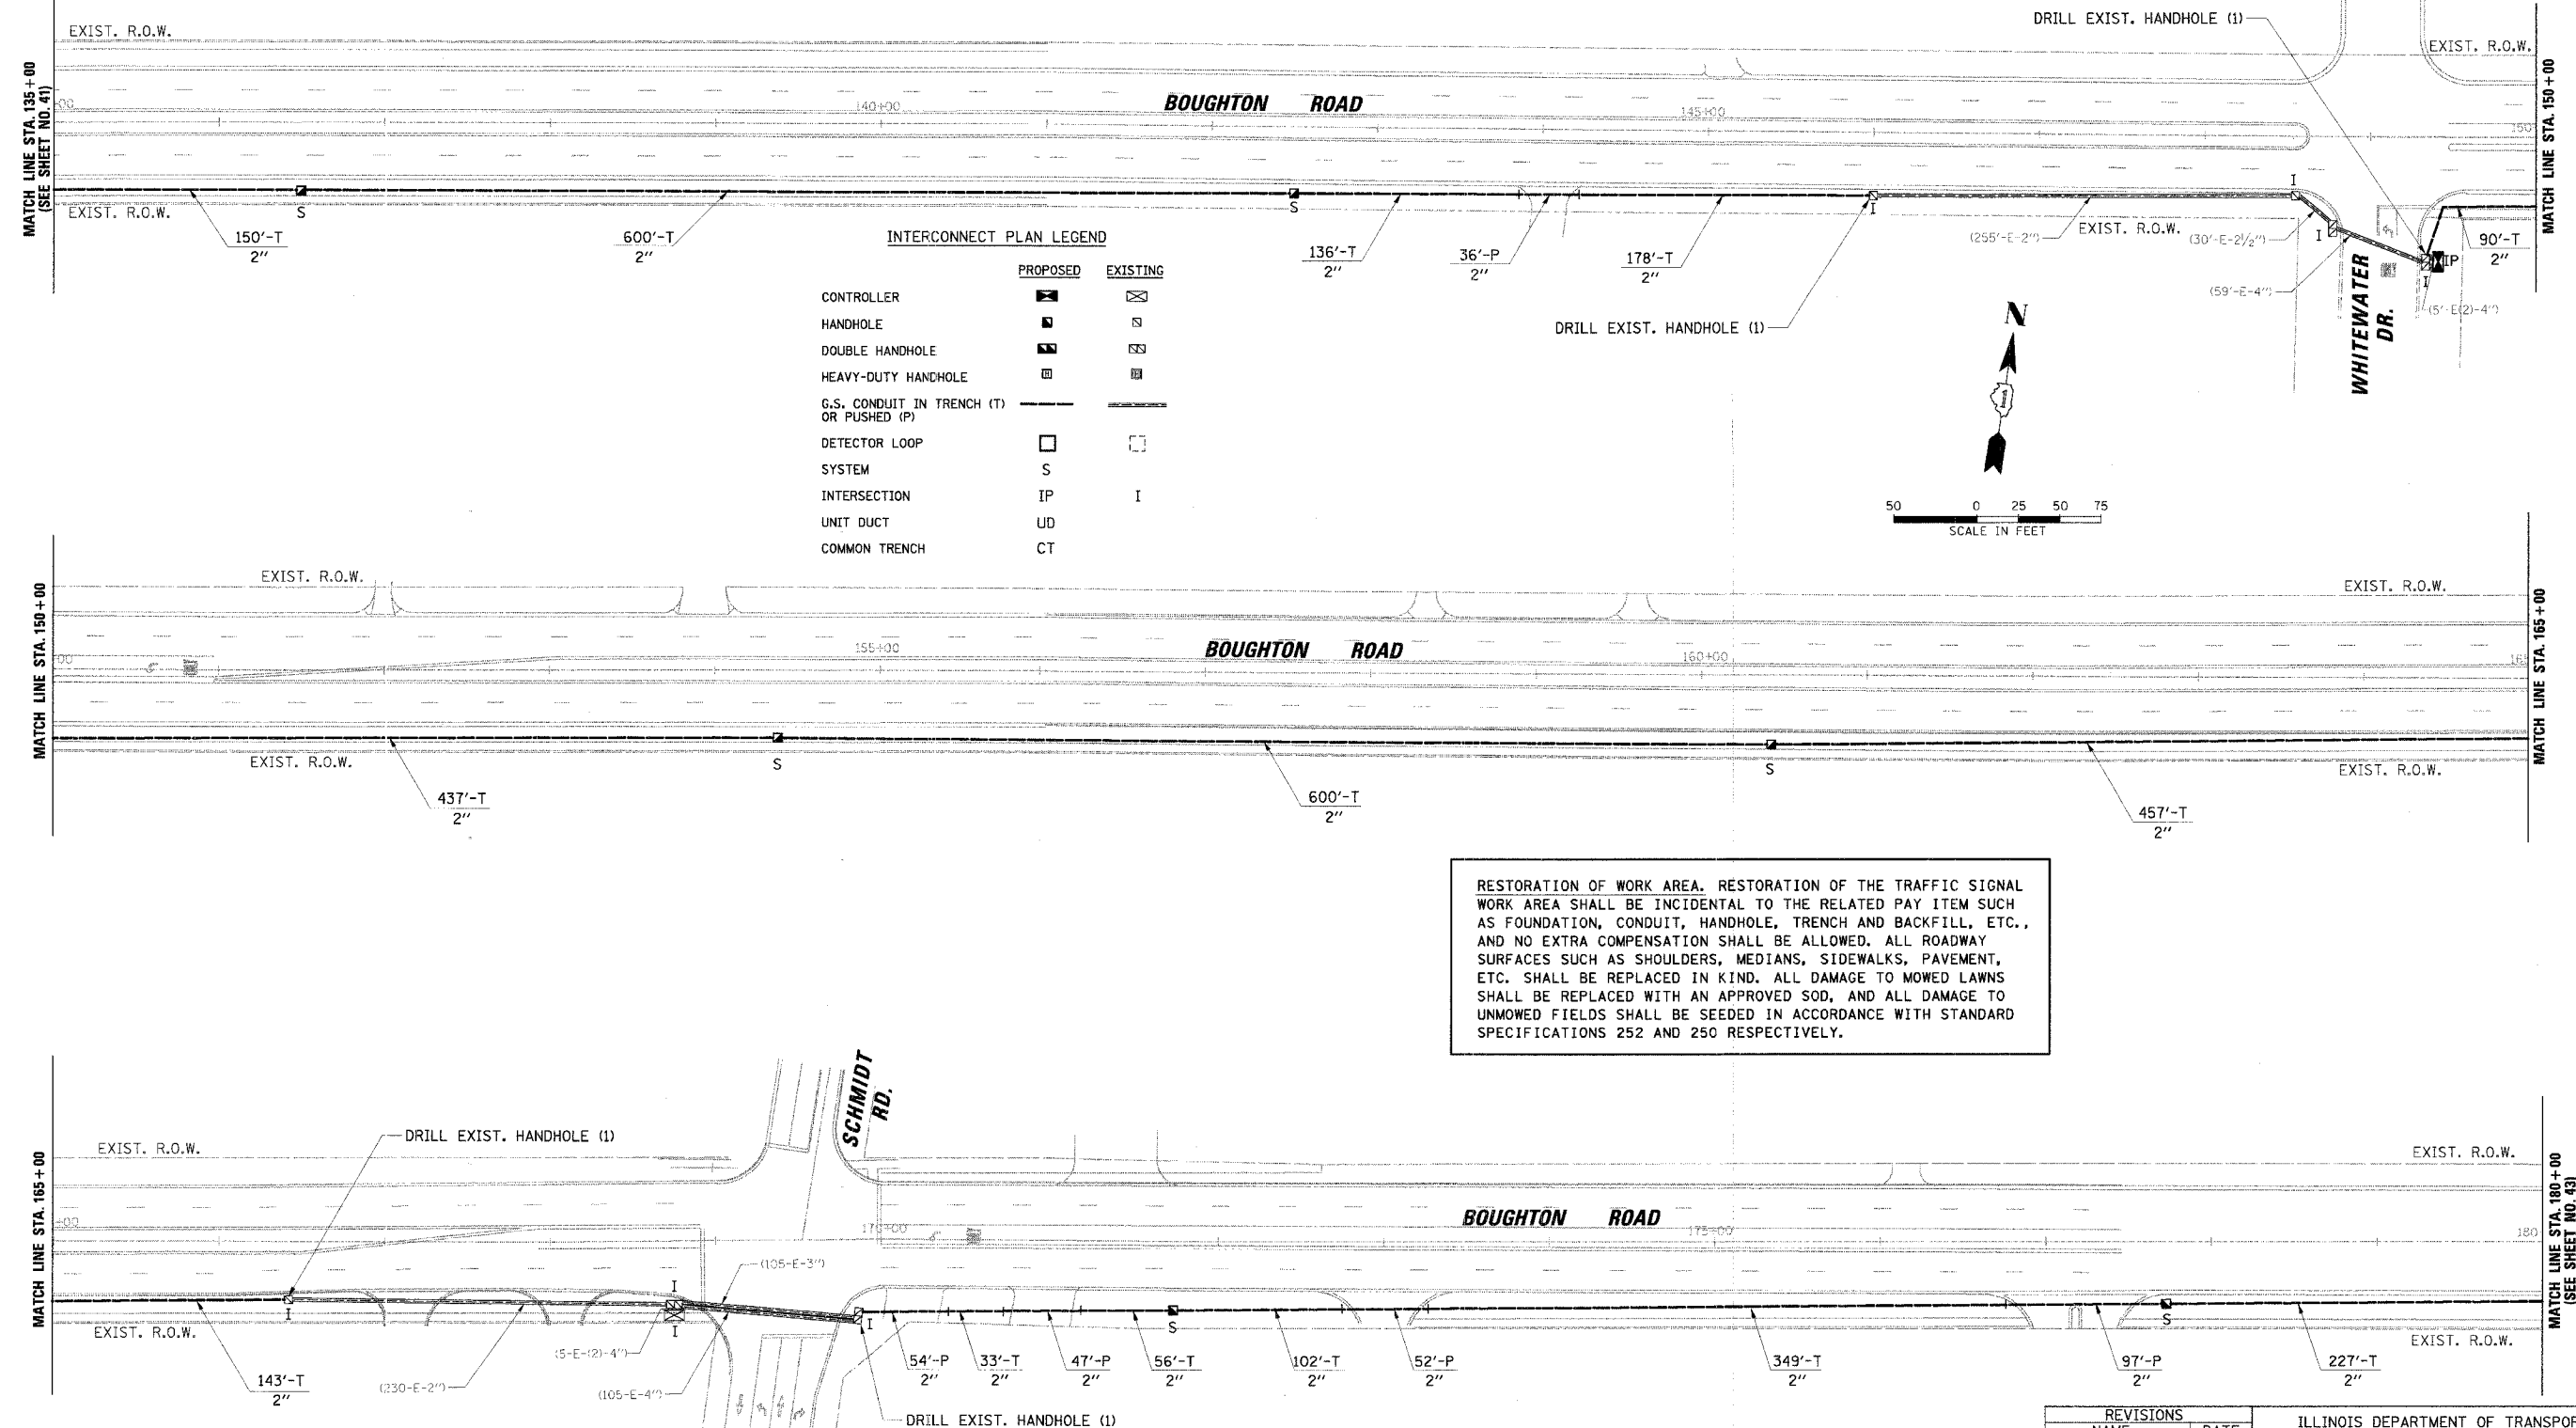 DRILL EXIST. HANDHOLE (1)
EXIST. R.O.W.
EXIST. R.O.W.
MATCH LINE STA. 135+00
(SEE SHEET NO. 41)
+00
140+00
BOUGHTON ROAD
145+00
150
MATCH LINE STA. 150+00
EXIST. R.O.W.
S
S
I
I
I
I
IP
150'-T
2"
600'-T
2"
136'-T
2"
36'-P
2"
178'-T
2"
(255'-E-2")
EXIST. R.O.W.
(30'-E-2½")
(59'-E-4")
90'-T
2"
(5'-E(2)-4")
DRILL EXIST. HANDHOLE (1)
WHITEWATER
DR.
INTERCONNECT PLAN LEGEND
PROPOSED EXISTING
CONTROLLER
HANDHOLE
DOUBLE HANDHOLE
HEAVY-DUTY HANDHOLE
H H
G.S. CONDUIT IN TRENCH (T)
OR PUSHED (P)
DETECTOR LOOP
SYSTEM S
INTERSECTION IP I
UNIT DUCT UD
COMMON TRENCH CT
N
1
50 0 25 50 75
SCALE IN FEET
MATCH LINE STA. 150+00
EXIST. R.O.W.
EXIST. R.O.W.
+00
155+00
BOUGHTON ROAD
160+00
165
MATCH LINE STA. 165+00
EXIST. R.O.W.
S
S
EXIST. R.O.W.
437'-T
2"
600'-T
2"
457'-T
2"
RESTORATION OF WORK AREA. RESTORATION OF THE TRAFFIC SIGNAL
WORK AREA SHALL BE INCIDENTAL TO THE RELATED PAY ITEM SUCH
AS FOUNDATION, CONDUIT, HANDHOLE, TRENCH AND BACKFILL, ETC.,
AND NO EXTRA COMPENSATION SHALL BE ALLOWED. ALL ROADWAY
SURFACES SUCH AS SHOULDERS, MEDIANS, SIDEWALKS, PAVEMENT,
ETC. SHALL BE REPLACED IN KIND. ALL DAMAGE TO MOWED LAWNS
SHALL BE REPLACED WITH AN APPROVED SOD, AND ALL DAMAGE TO
UNMOWED FIELDS SHALL BE SEEDED IN ACCORDANCE WITH STANDARD
SPECIFICATIONS 252 AND 250 RESPECTIVELY.
MATCH LINE STA. 165+00
EXIST. R.O.W.
DRILL EXIST. HANDHOLE (1)
SCHMIDT
RD.
EXIST. R.O.W.
+00
170+00
BOUGHTON ROAD
175+00
180
MATCH LINE STA. 180+00
(SEE SHEET NO. 43)
(105-E-3")
I
I
I
I
S
S
EXIST. R.O.W.
EXIST. R.O.W.
143'-T
2"
(230-E-2")
(5-E-(2)-4")
(105-E-4")
54'-P
2"
33'-T
2"
47'-P
2"
56'-T
2"
102'-T
2"
52'-P
2"
349'-T
2"
97'-P
2"
227'-T
2"
DRILL EXIST. HANDHOLE (1)
REVISIONS
NAME DATE
ILLINOIS DEPARTMENT OF TRANSPOR